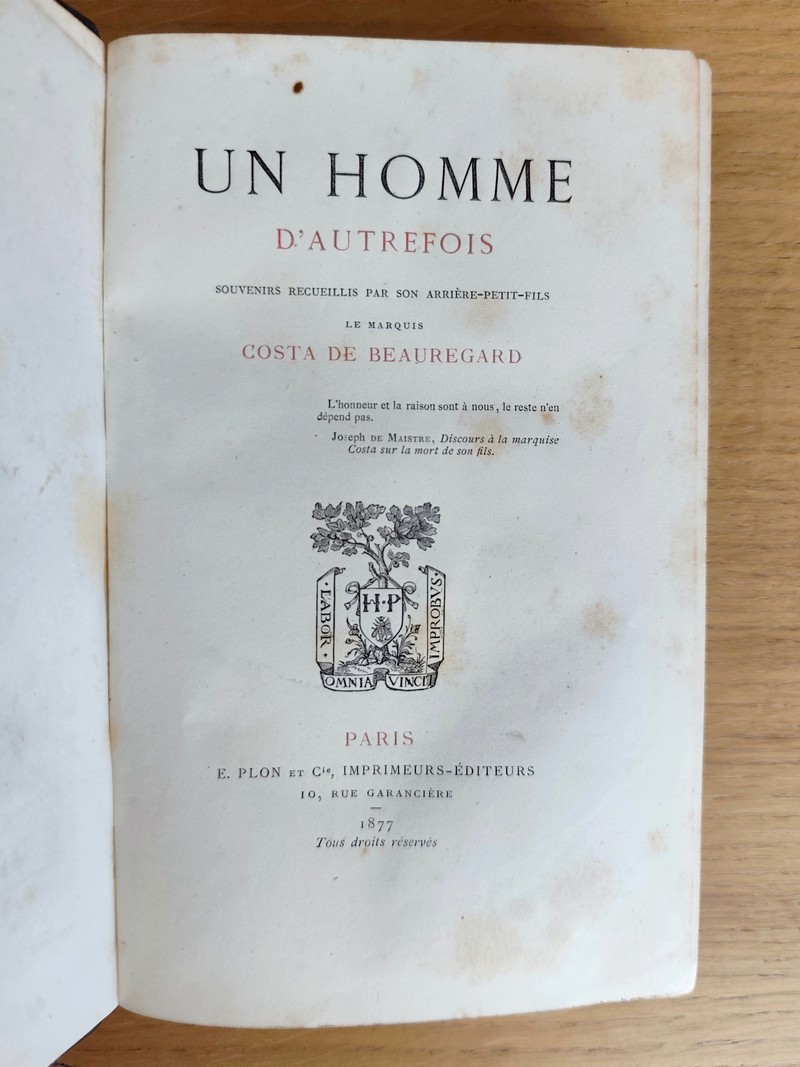 UN HOMME
D'AUTREFOIS
SOUVENIRS RECUEILLIS PAR SON ARRIÈRE-PETIT-FILS
LE MARQUIS
COSTA DE BEAUREGARD
L'honneur et la raison sont à nous, le reste n'en
dépend pas.
Joseph DE MAISTRE, Discours à la marquise
Costa sur la mort de son fils.
·LABOR·
H·P
IMPROBVS·
OMNIA VINCIT
PARIS
E. PLON ET Cie, IMPRIMEURS-ÉDITEURS
10, RUE GARANCIÈRE
1877
Tous droits réservés